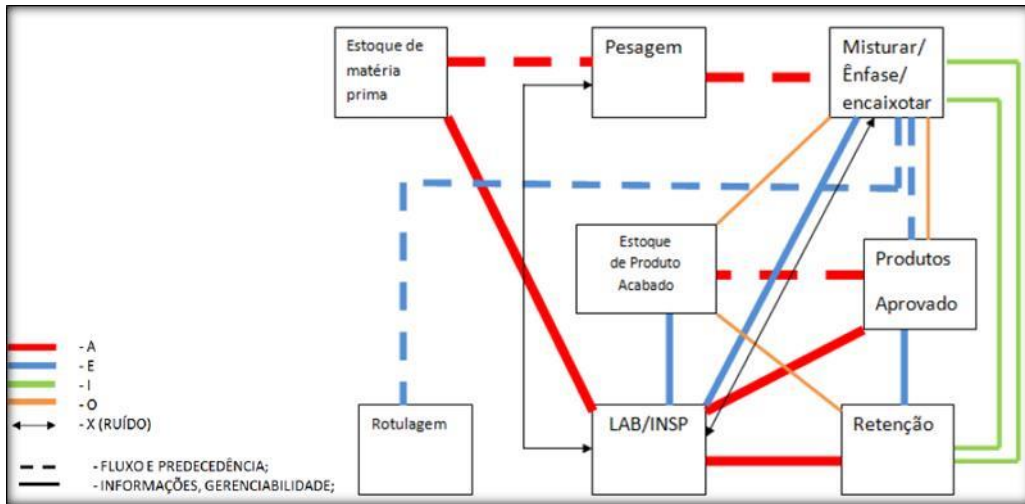 Estoque de
matéria
prima
Pesagem
Misturar/
Ênfase/
encaixotar
Estoque
de Produto
Acabado
Produtos
Aprovado
Rotulagem
LAB/INSP
Retenção
- A
- E
- I
- O
- X (RUÍDO)
- FLUXO E PREDECEDÊNCIA;
- INFORMAÇÕES, GERENCIABILIDADE;